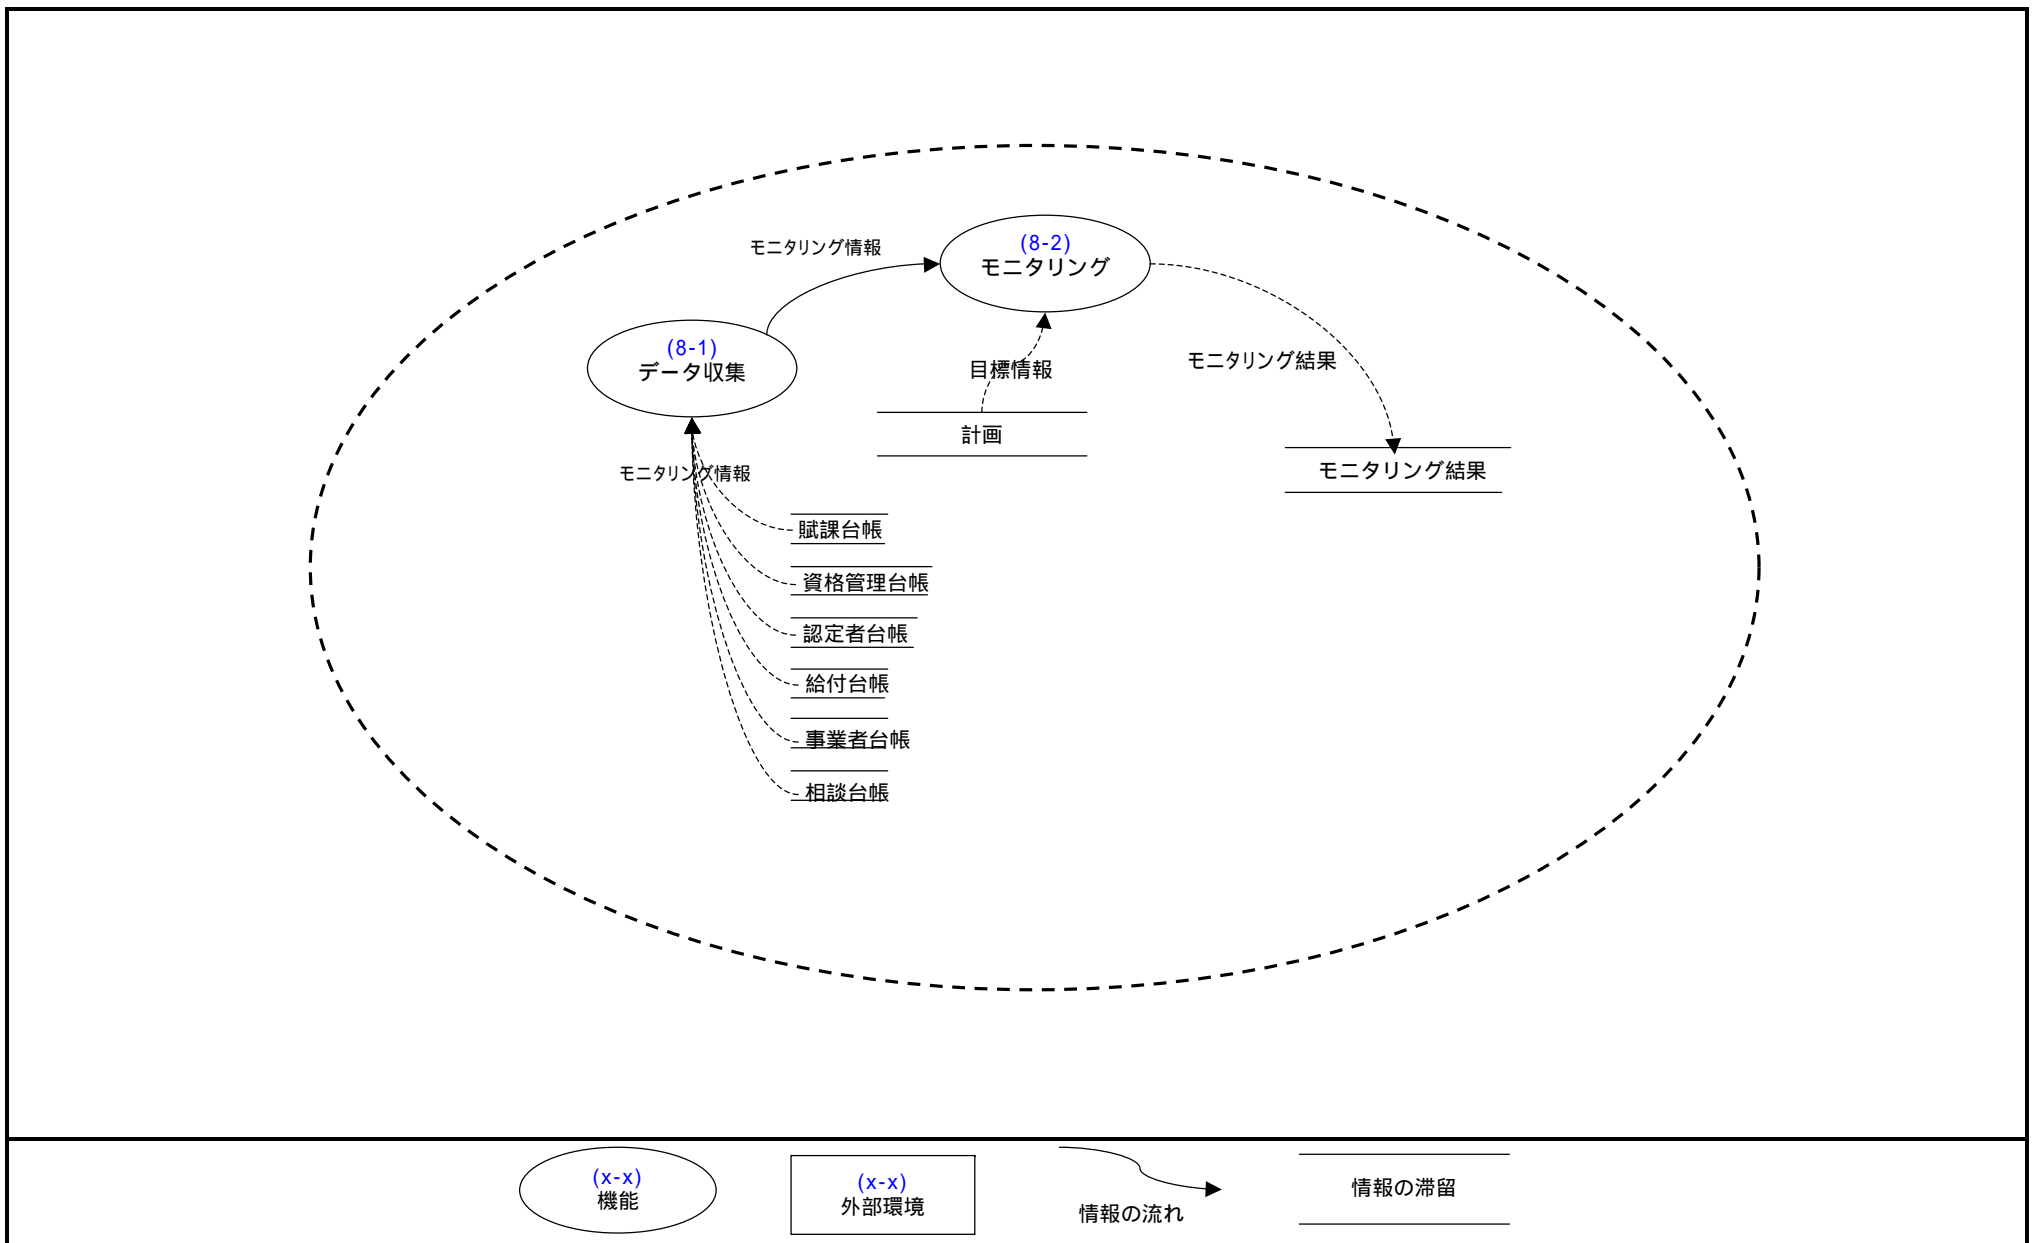 (8-2)
モニタリング
モニタリング情報
(8-1)
データ収集
目標情報
モニタリング結果
計画
モニタリング結果
モニタリング情報
賦課台帳
資格管理台帳
認定者台帳
給付台帳
事業者台帳
相談台帳
(x-x)
機能
(x-x)
外部環境
情報の流れ
情報の滞留